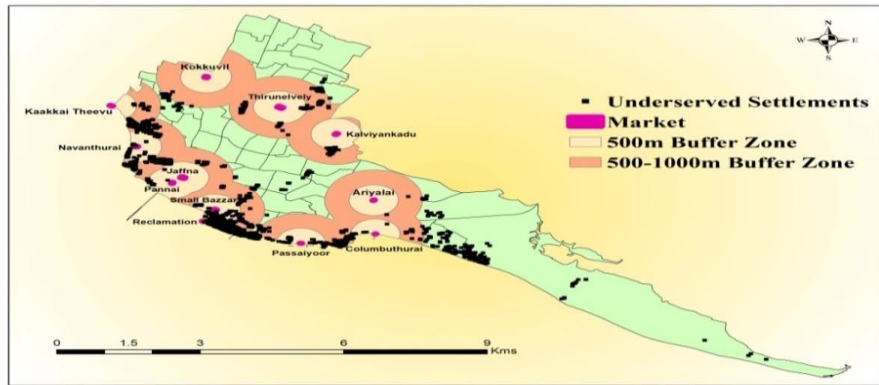 N
W E
S
Kokkuvil
Thirunelvely
Kaakkai Theevu
Kalviyankadu
Navanthurai
Jaffna
Pannai
Small Bazzar
Ariyalai
Reclamation
Columbuthurai
Passaiyoor
Underserved Settlements
Market
500m Buffer Zone
500-1000m Buffer Zone
0 1.5 3 6 9
Kms